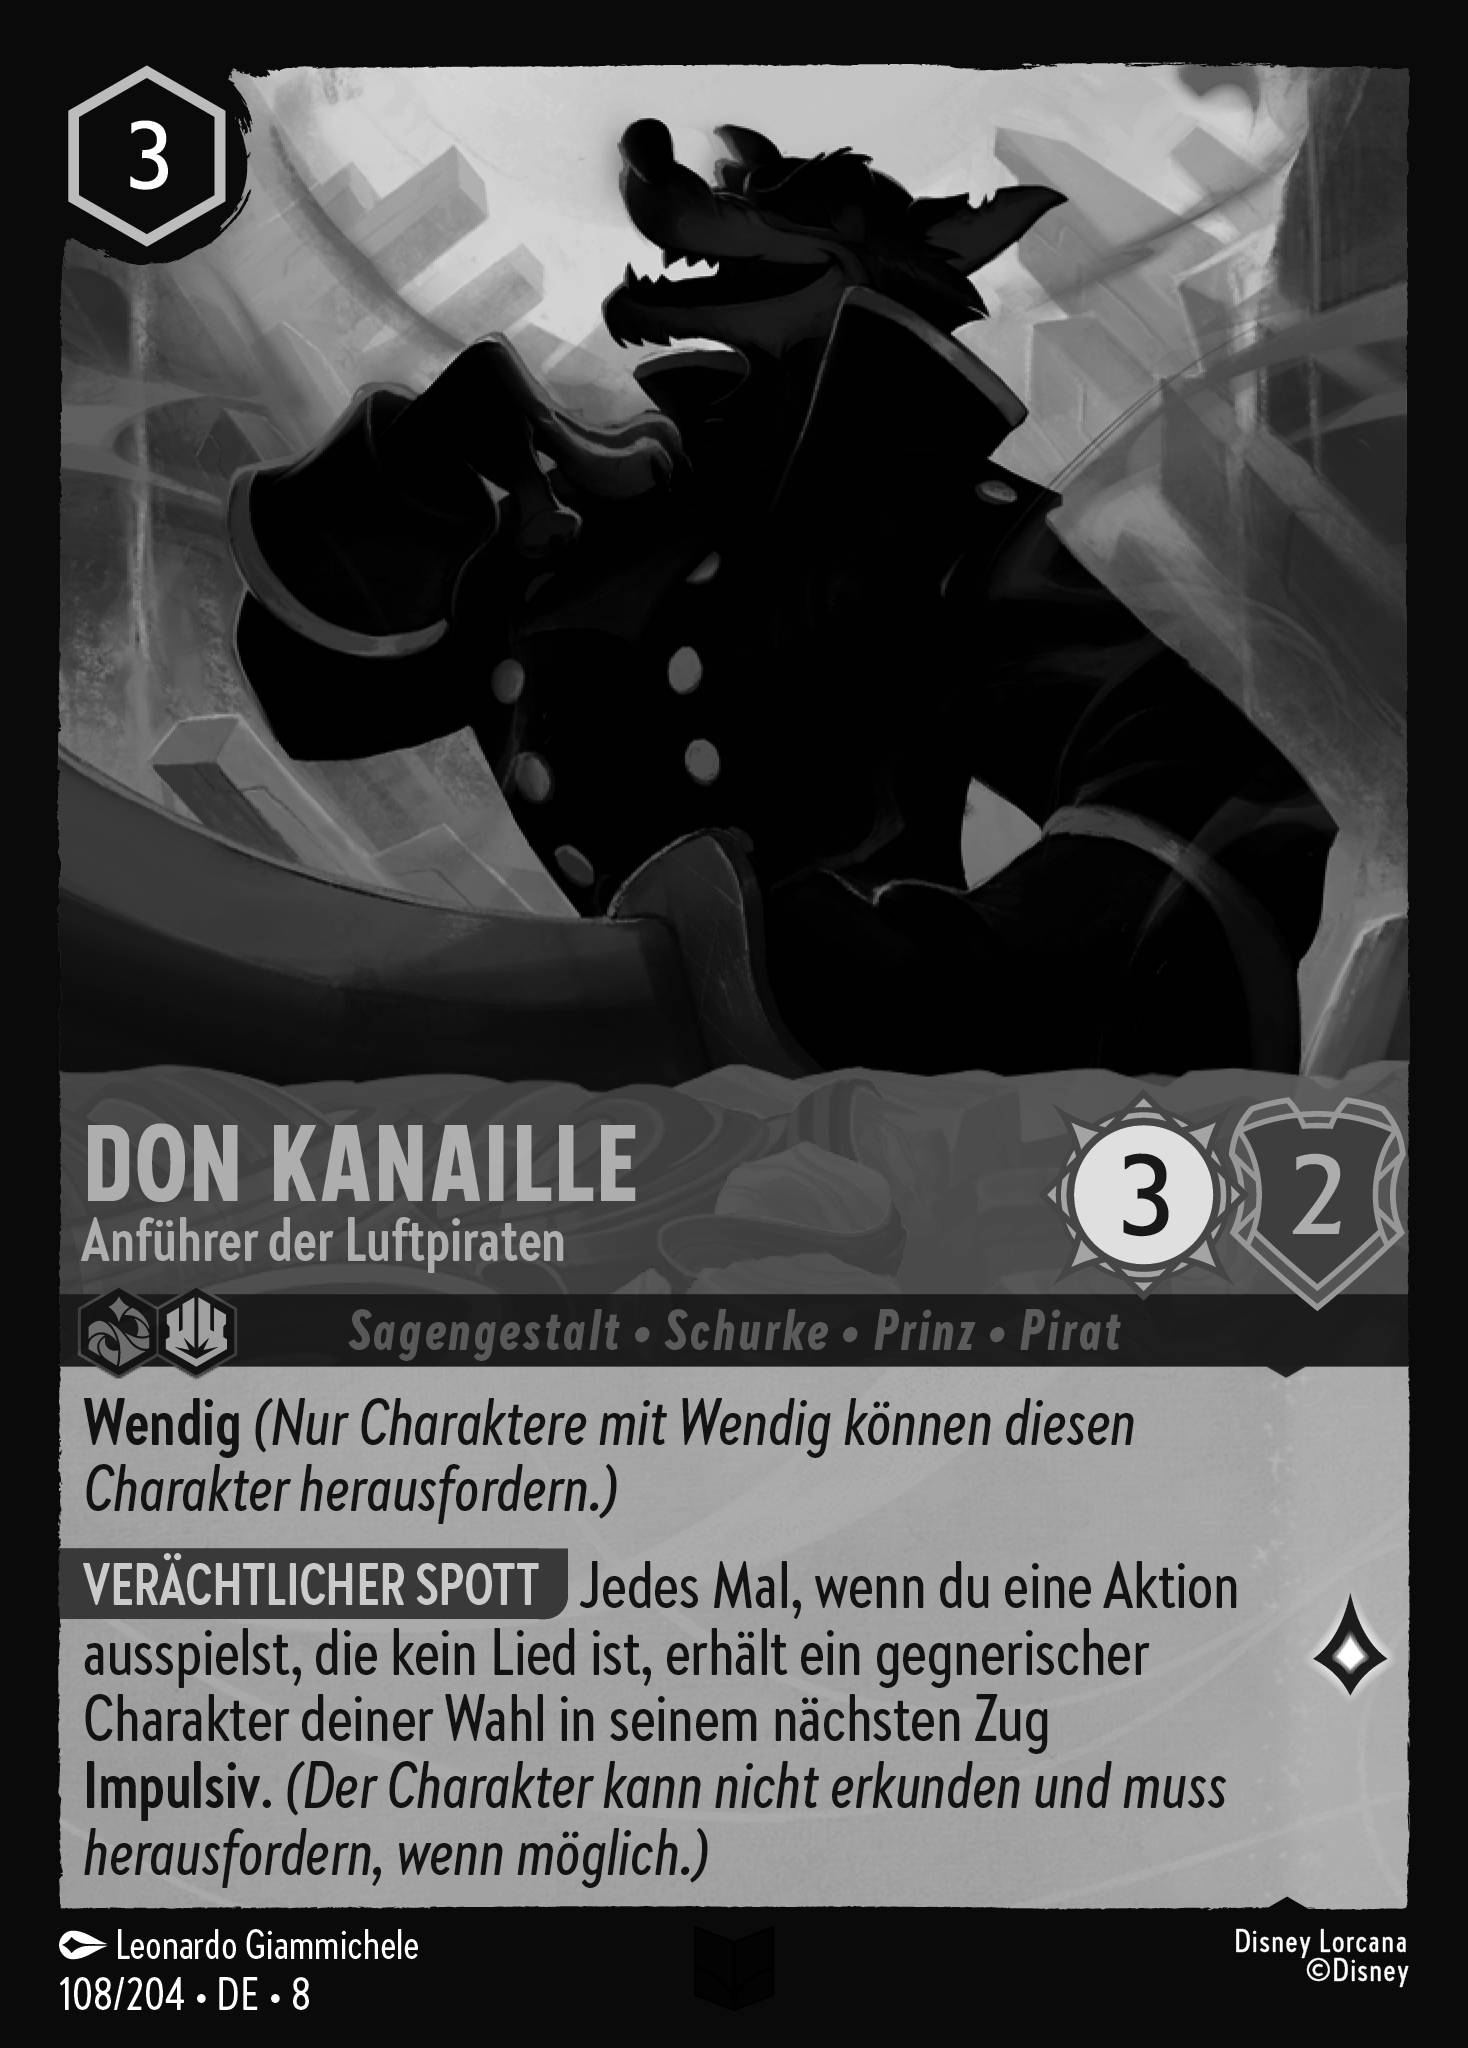 3
DON KANAILLE
Anführer der Luftpiraten
3
2
Sagengestalt • Schurke • Prinz • Pirat
Wendig (Nur Charaktere mit Wendig können diesen
Charakter herausfordern.)
VERÄCHTLICHER SPOTT Jedes Mal, wenn du eine Aktion
ausspielst, die kein Lied ist, erhält ein gegnerischer
Charakter deiner Wahl in seinem nächsten Zug
Impulsiv. (Der Charakter kann nicht erkunden und muss
herausfordern, wenn möglich.)
Leonardo Giammichele
108/204 • DE • 8
Disney Lorcana
©Disney